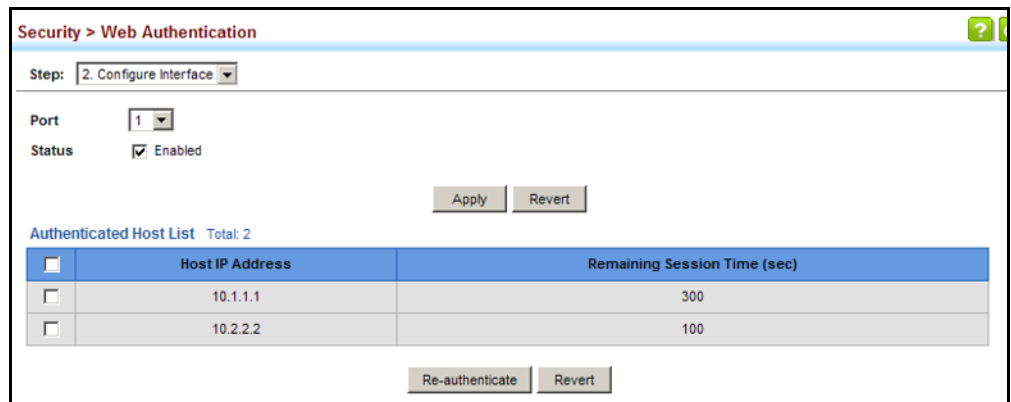 Security > Web Authentication
?
Step: 2. Configure Interface
Port 1
Status Enabled
Apply Revert
Authenticated Host List Total: 2
Host IP Address Remaining Session Time (sec)
10.1.1.1 300
10.2.2.2 100
Re-authenticate Revert